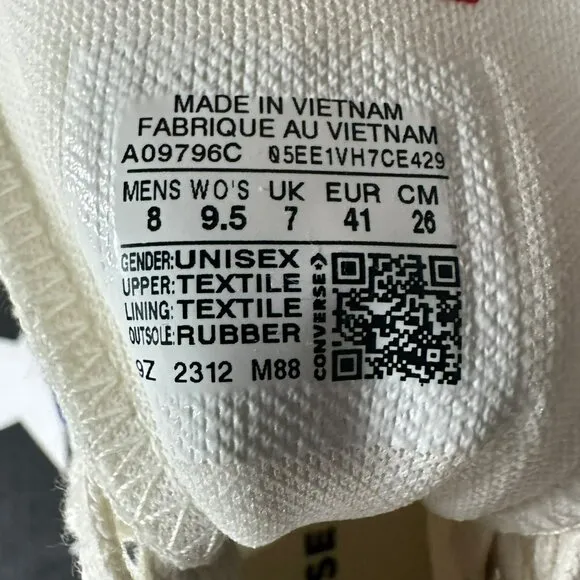 MADE IN VIETNAM
FABRIQUE AU VIETNAM
A09796C 05EE1VH7CE429
MENS WO'S UK EUR CM
8 9.5 7 41 26
GENDER:UNISEX
UPPER:TEXTILE
LINING:TEXTILE
OUTSOLE:RUBBER
CONVERSE
9Z 2312 M88